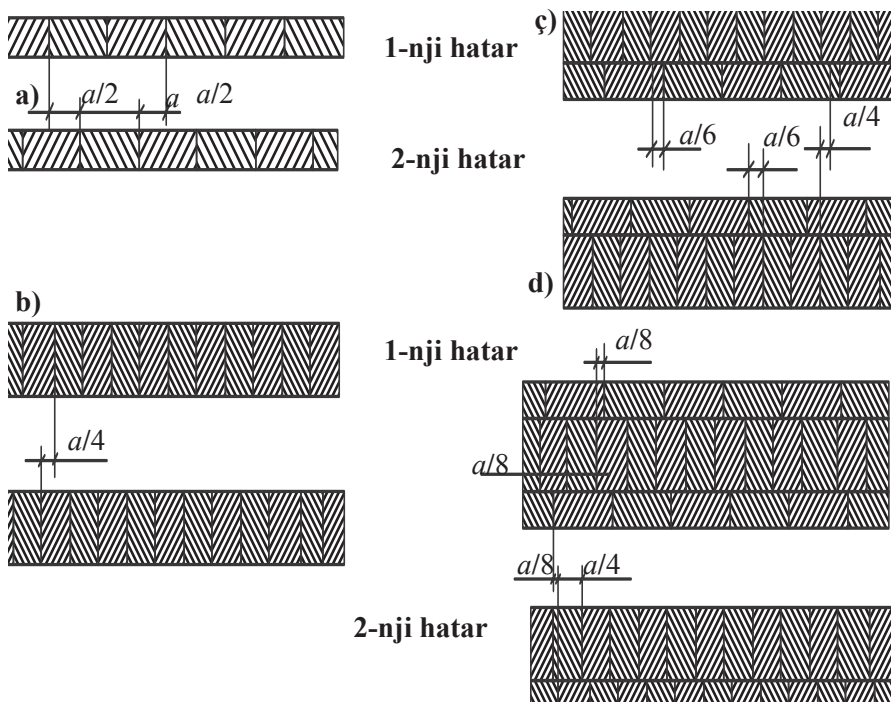 1-nji hatar
ç)
a)
a/2
a
a/2
a/6
a/6
a/4
2-nji hatar
b)
d)
1-nji hatar
a/8
a/4
a/8
a/8
a/4
2-nji hatar